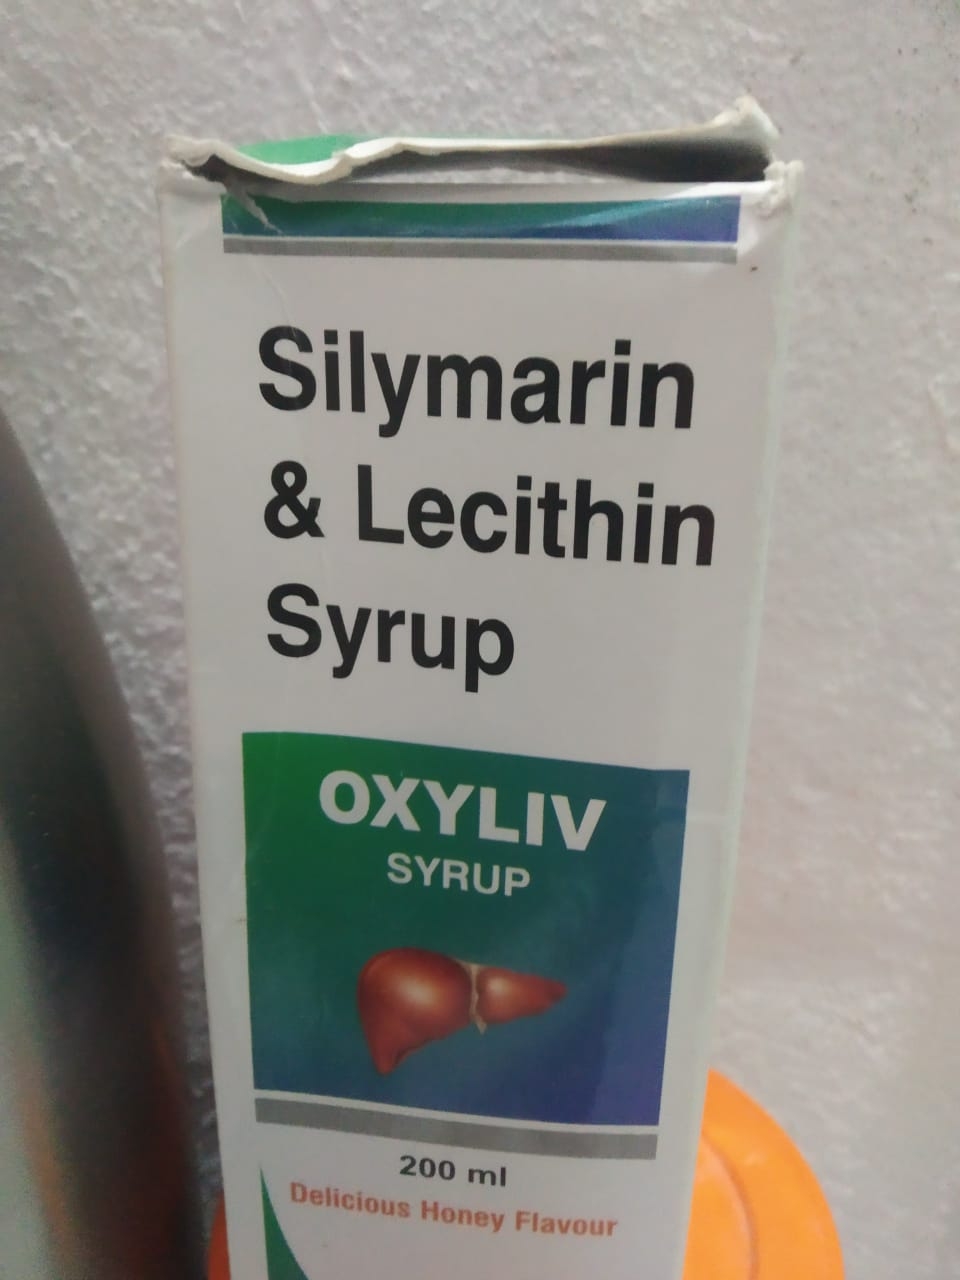 Silymarin
& Lecithin
Syrup
OXYLIV
SYRUP
200 ml
Delicious Honey Flavour